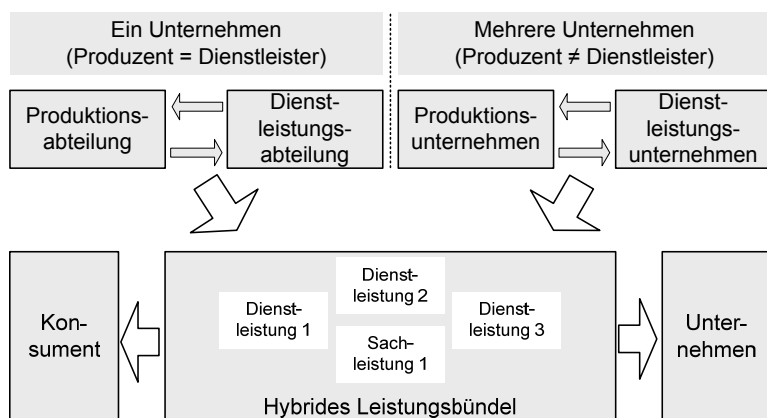 Ein Unternehmen
(Produzent = Dienstleister)
Mehrere Unternehmen
(Produzent ≠ Dienstleister)
Produktions-
abteilung
Dienst-
leistungs-
abteilung
Produktions-
unternehmen
Dienst-
leistungs-
unternehmen
Kon-
sument
Dienst-
leistung 1
Dienst-
leistung 2
Sach-
leistung 1
Dienst-
leistung 3
Hybrides Leistungsbündel
Unter-
nehmen